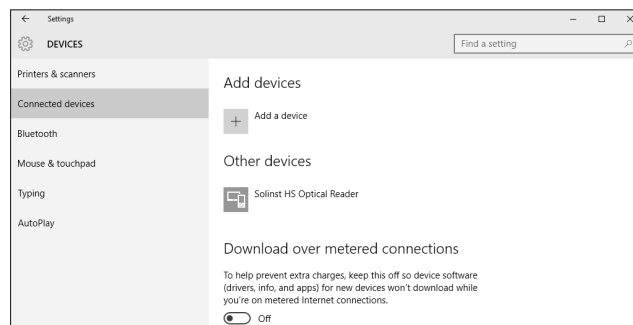 Settings
DEVICES
Find a setting
Printers & scanners
Connected devices
Bluetooth
Mouse & touchpad
Typing
AutoPlay
Add devices
Add a device
Other devices
Solinst HS Optical Reader
Download over metered connections
To help prevent extra charges, keep this off so device software
(drivers, info, and apps) for new devices won't download while
you're on metered Internet connections.
Off